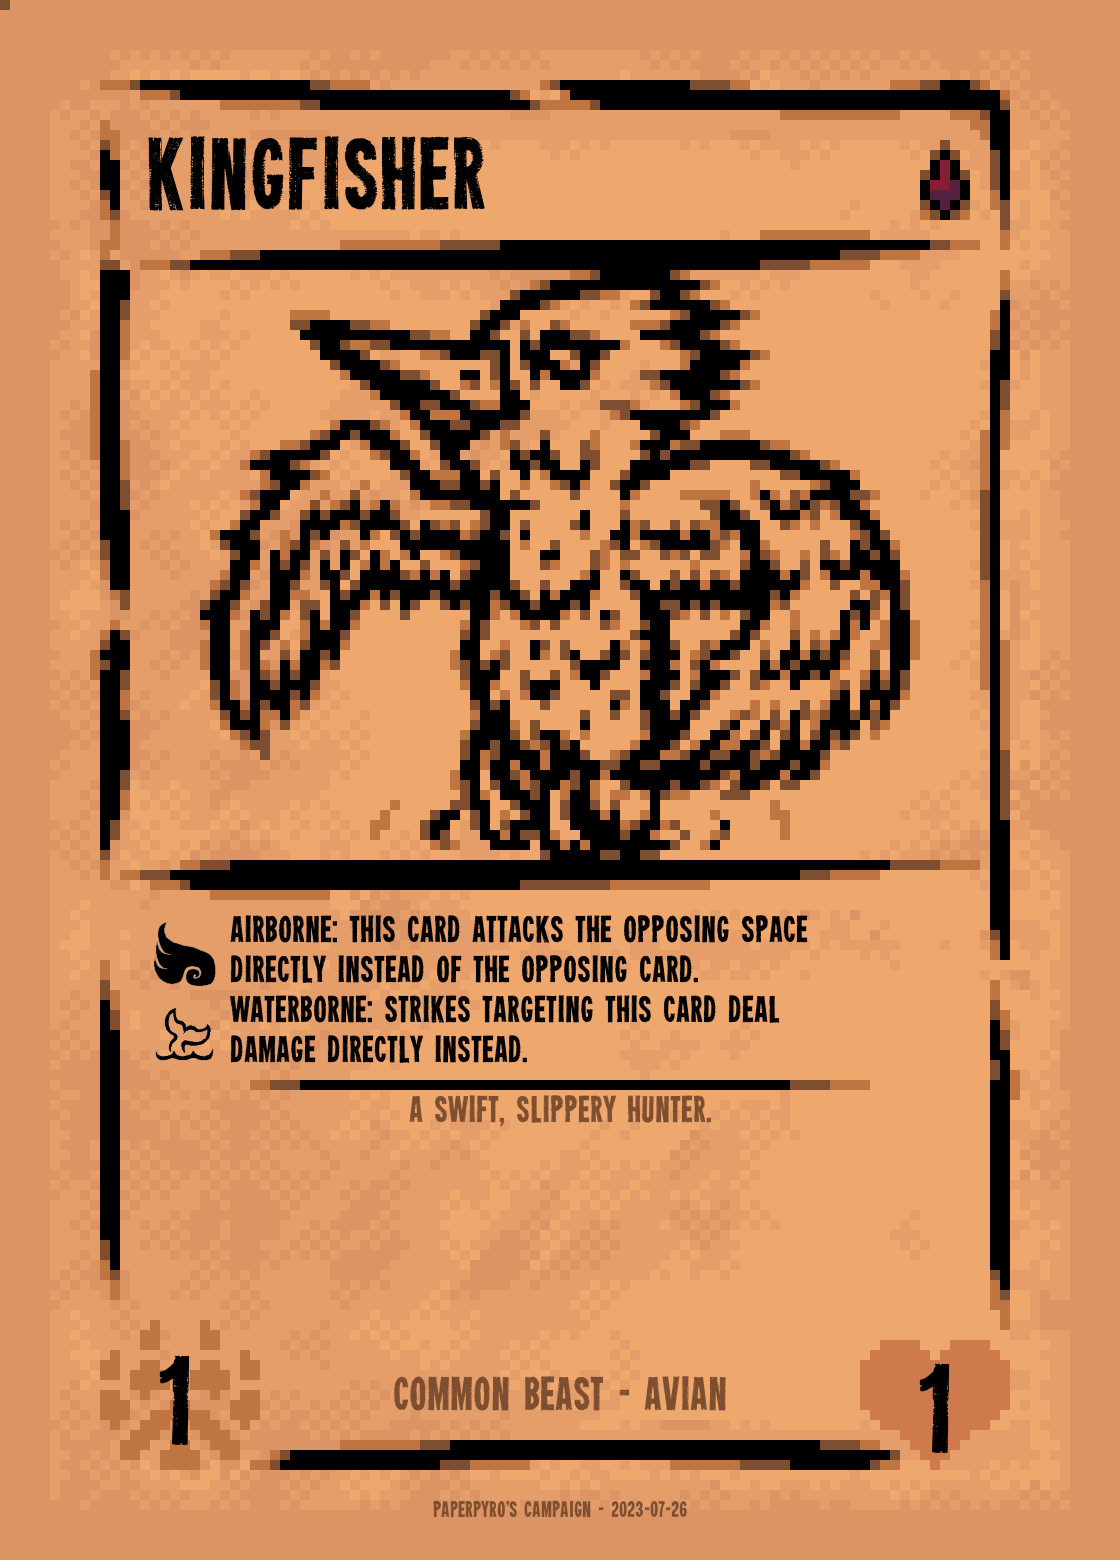 KINGFISHER
AIRBORNE: THIS CARD ATTACKS THE OPPOSING SPACE
DIRECTLY INSTEAD OF THE OPPOSING CARD.
WATERBORNE: STRIKES TARGETING THIS CARD DEAL
DAMAGE DIRECTLY INSTEAD.
A SWIFT, SLIPPERY HUNTER.
1
COMMON BEAST - AVIAN
1
PAPERPYRO'S CAMPAIGN - 2023-07-26